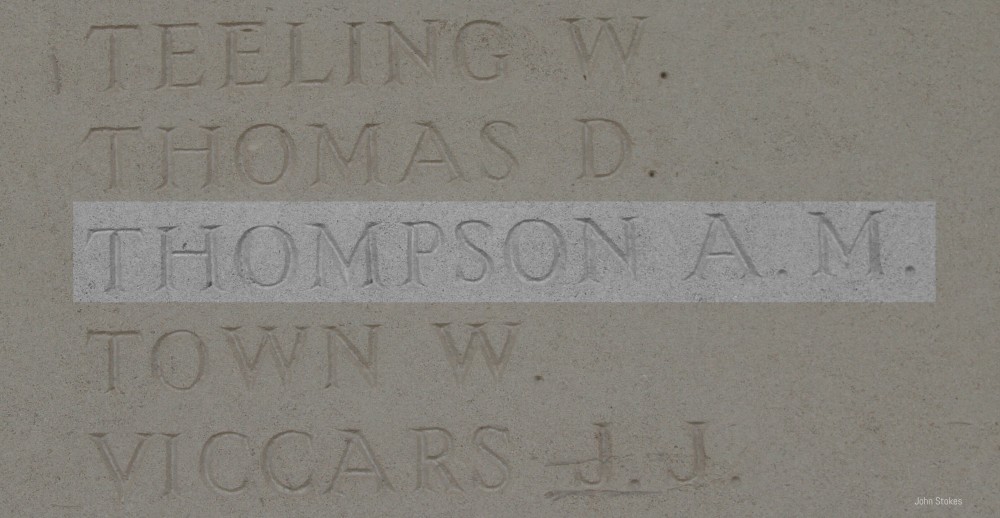 TEELING W.
THOMAS D.
THOMPSON A.M.
TOWN W.
VICCARS J.J.
John Stokes